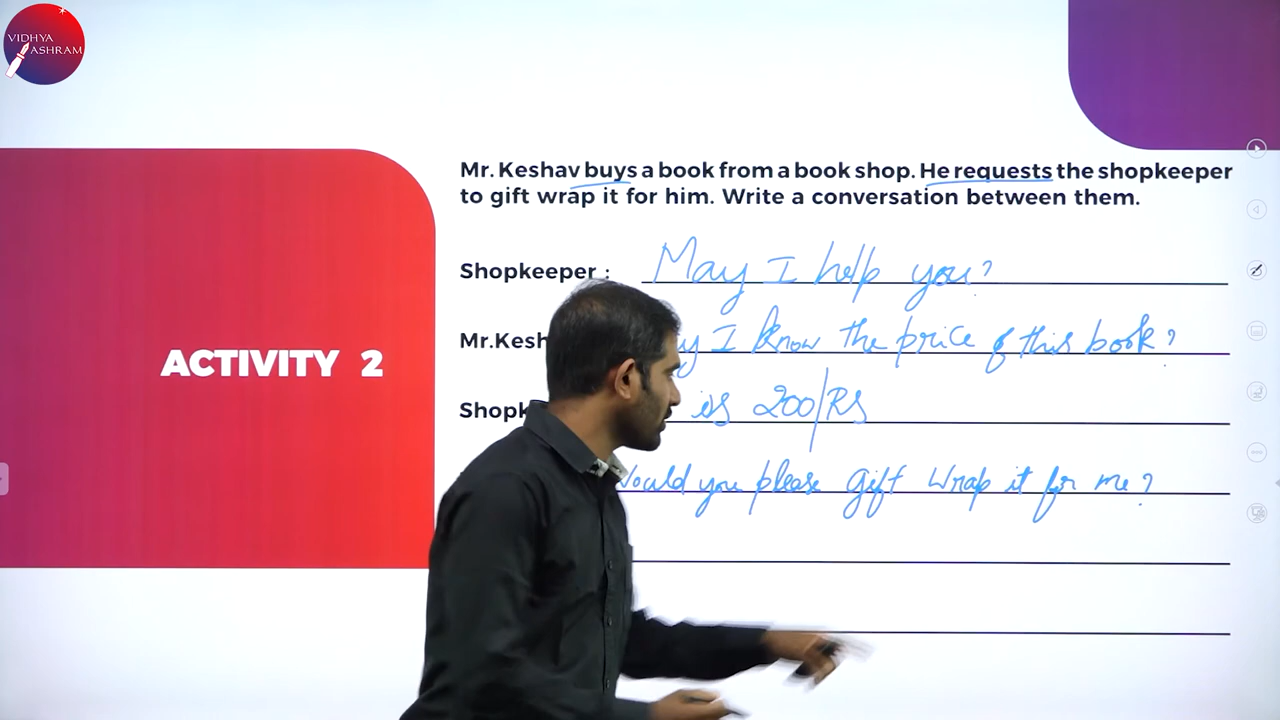 VIDHYA
ASHRAM
Mr. Keshav buys a book from a book shop. He requests the shopkeeper
to gift wrap it for him. Write a conversation between them.
ACTIVITY 2
Shopkeeper : May I help you?
Mr.Kesh I know the price of this book?
Shopk is 200/RS
Would you please gift wrap it for me?